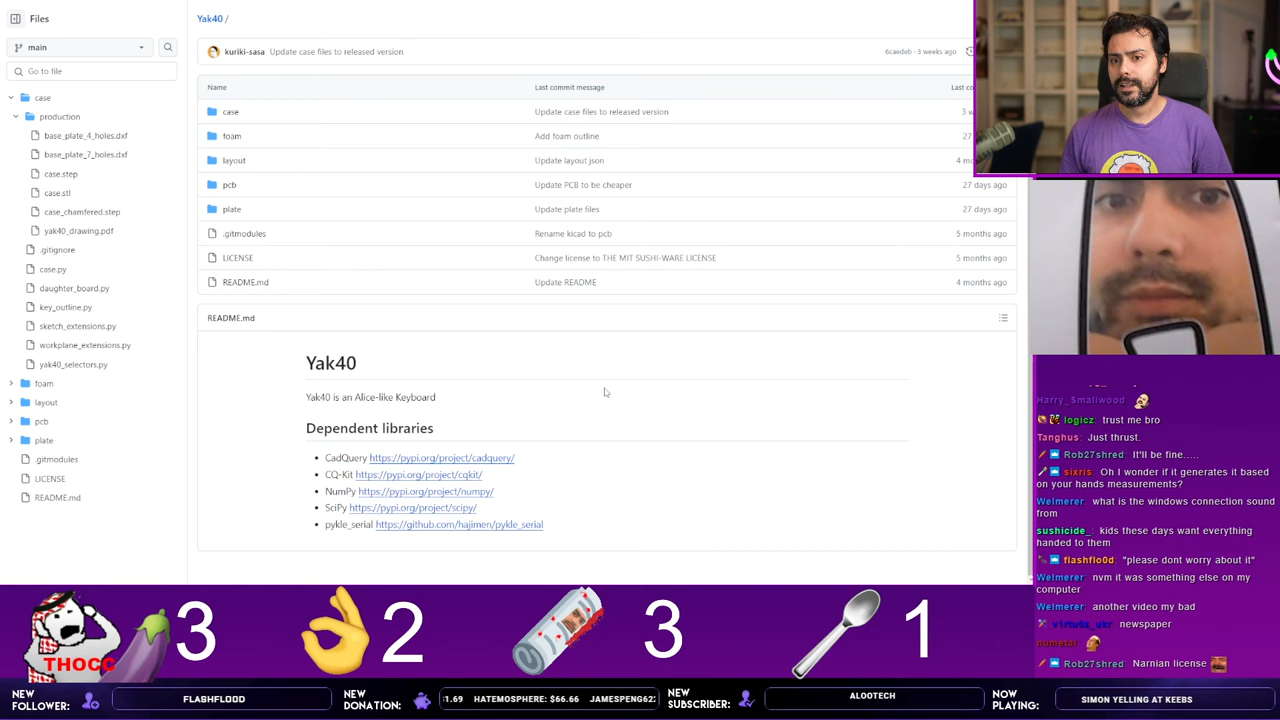 Files
main
Go to file
case
production
base_plate_4_holes.dxf
base_plate_7_holes.dxf
case.step
case.stl
case_chamfered.step
yak40_drawing.pdf
.gitignore
case.py
daughter_board.py
key_outline.py
sketch_extensions.py
workplane_extensions.py
yak40_selectors.py
foam
layout
pcb
plate
.gitmodules
LICENSE
README.md
Yak40 /
kuriki-sasa Update case files to released version 6caedeb · 3 weeks ago
Name Last commit message Last co
case Update case files to released version 3 w
foam Add foam outline 27
layout Update layout json 4 mo
pcb Update PCB to be cheaper 27 days ago
plate Update plate files 27 days ago
.gitmodules Rename kicad to pcb 5 months ago
LICENSE Change license to THE MIT SUSHI-WARE LICENSE 5 months ago
README.md Update README 4 months ago
README.md
Yak40
Yak40 is an Alice-like Keyboard
Dependent libraries
CadQuery https://pypi.org/project/cadquery/
CQ-Kit https://pypi.org/project/cqkit/
NumPy https://pypi.org/project/numpy/
SciPy https://pypi.org/project/scipy/
pykle_serial https://github.com/hajimen/pykle_serial
Harry_Smallwood
logicz: trust me bro
Tanghus: Just thrust.
Rob27shred: It'll be fine.....
sixris: Oh I wonder if it generates it based
on your hands measurements?
Welmerer: what is the windows connection sound
from
sushicide_: kids these days want everything
handed to them
flashflo0d: "please dont worry about it"
Welmerer: nvm it was something else on my
computer
Welmerer: another video my bad
v1rtu0x_ukr: newspaper
numetal:
Rob27shred: Narnian license
THOCC 3 2 3 1
NEW
FOLLOWER:
FLASHFLOOD
NEW
DONATION:
1.69 HATEMOSPHERE: $66.66 JAMESPENG62
NEW
SUBSCRIBER:
ALOOTECH
NOW
PLAYING:
SIMON YELLING AT KEEBS